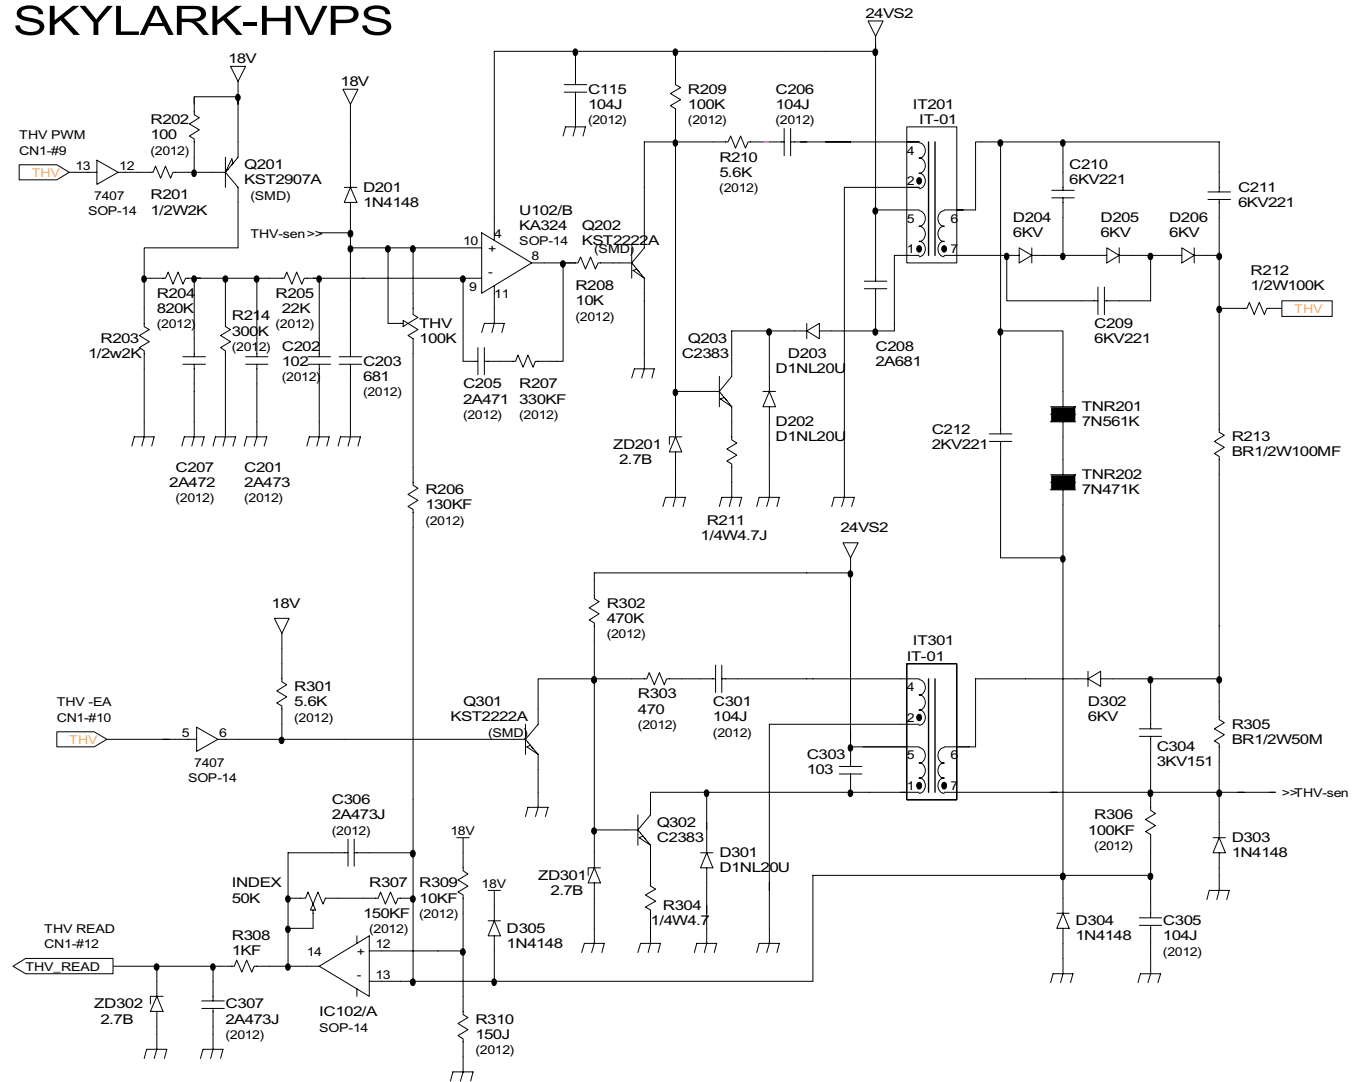 SKYLARK-HVPS
18V
R202
100
(2012)
THV PWM
CN1-#9
THV
13
12
7407
SOP-14
R201
1/2W2K
Q201
KST2907A
(SMD)
18V
D201
1N4148
THV-sen>>
10
9
4
11
8
+
-
U102/B
KA324
SOP-14
Q202
KST2222A
(SMD)
R208
10K
(2012)
R203
1/2w2K
R204
820K
(2012)
R214
300K
(2012)
R205
22K
(2012)
C202
102
(2012)
C203
681
(2012)
THV
100K
C205
2A471
(2012)
R207
330KF
(2012)
C207
2A472
(2012)
C201
2A473
(2012)
R206
130KF
(2012)
24VS2
C115
104J
(2012)
R209
100K
(2012)
C206
104J
(2012)
R210
5.6K
(2012)
IT201
IT-01
4
2
5
1
6
7
Q203
C2383
D203
D1NL20U
C208
2A681
D202
D1NL20U
ZD201
2.7B
R211
1/4W4.7J
C210
6KV221
C211
6KV221
D204
6KV
D205
6KV
D206
6KV
C209
6KV221
R212
1/2W100K
THV
C212
2KV221
TNR201
7N561K
TNR202
7N471K
R213
BR1/2W100MF
24VS2
R302
470K
(2012)
18V
R301
5.6K
(2012)
THV -EA
CN1-#10
THV
5
6
7407
SOP-14
Q301
KST2222A
(SMD)
R303
470
(2012)
C301
104J
(2012)
IT301
IT-01
4
2
5
1
6
7
C303
103
D302
6KV
C304
3KV151
R305
BR1/2W50M
>>THV-sen
R306
100KF
(2012)
D303
1N4148
Q302
C2383
D301
D1NL20U
ZD301
2.7B
R304
1/4W4.7
C306
2A473J
(2012)
INDEX
50K
R307
150KF
(2012)
18V
R309
10KF
(2012)
18V
D305
1N4148
D304
1N4148
C305
104J
(2012)
THV READ
CN1-#12
THV_READ
R308
1KF
14
12
13
+
-
IC102/A
SOP-14
ZD302
2.7B
C307
2A473J
(2012)
R310
150J
(2012)